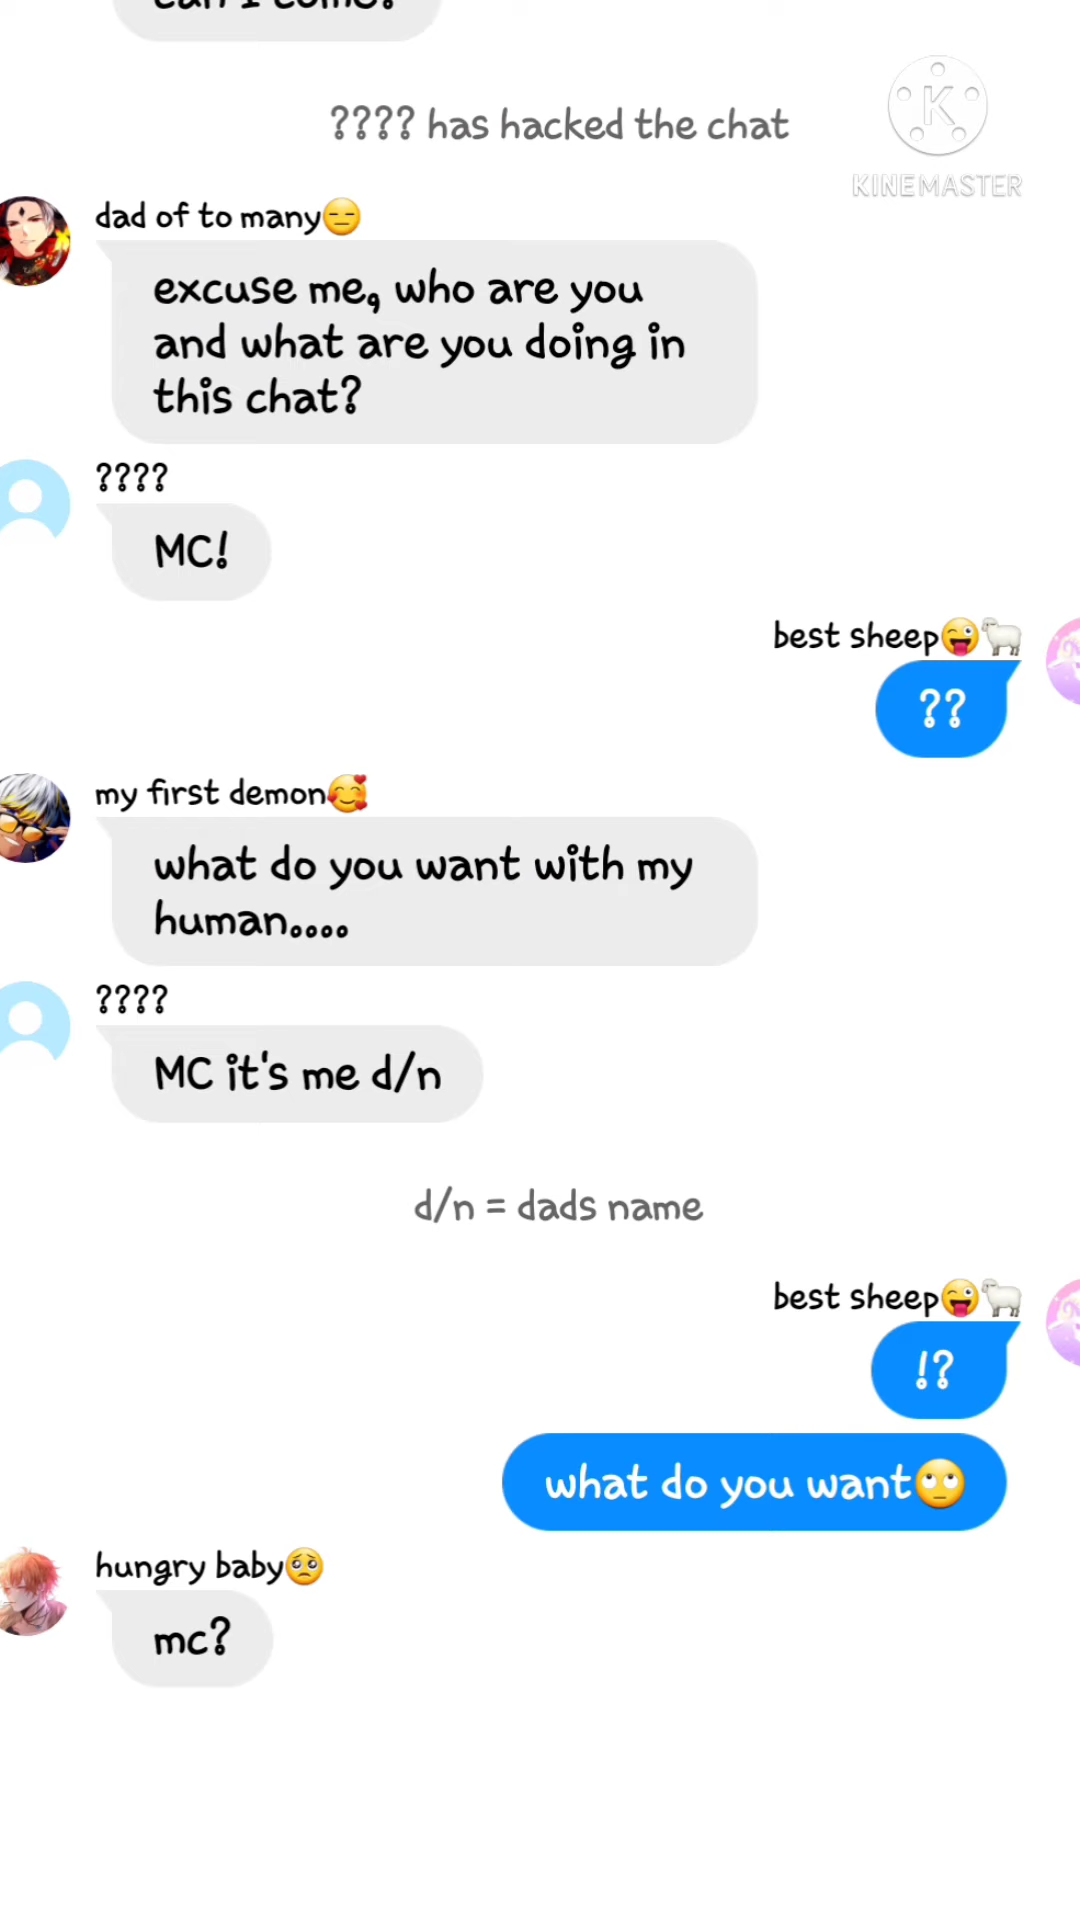 can I come?
???? has hacked the chat
KINEMASTER
dad of to many😑
excuse me, who are you
and what are you doing in
this chat?
????
MC!
best sheep😜🐑
??
my first demon🥰
what do you want with my
human....
????
MC it's me d/n
d/n = dads name
best sheep😜🐑
!?
what do you want🙄
hungry baby🥺
mc?